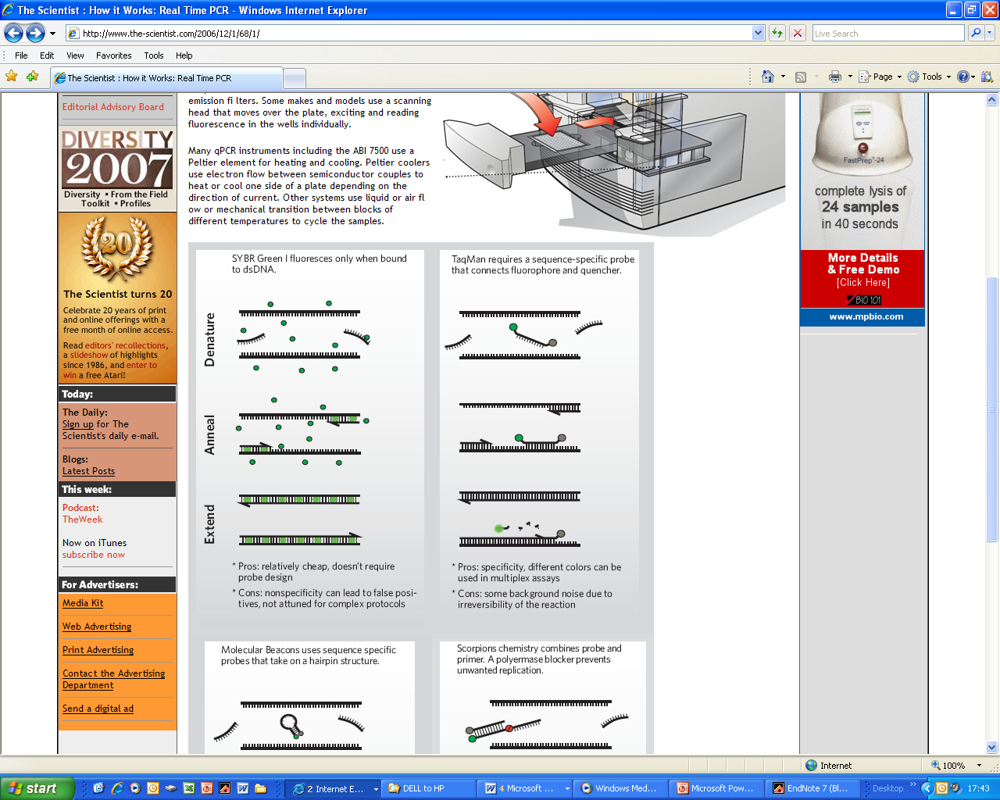 The Scientist : How it Works: Real Time PCR - Windows Internet Explorer
http://www.the-scientist.com/2006/12/1/68/1/
Live Search
File Edit View Favorites Tools Help
The Scientist : How it Works: Real Time PCR
Page Tools
Editorial Advisory Board
DIVERSITY
2007
Diversity ▪ From the Field
Toolkit ▪ Profiles
20
The Scientist turns 20
Celebrate 20 years of print
and online offerings with a
free month of online access.
Read editors' recollections,
a slideshow of highlights
since 1986, and enter to
win a free Atari!
Today:
The Daily:
Sign up for The
Scientist's daily e-mail.
Blogs:
Latest Posts
This week:
Podcast:
TheWeek
Now on iTunes
subscribe now
For Advertisers:
Media Kit
Web Advertising
Print Advertising
Contact the Advertising
Department
Send a digital ad
emission fi lters. Some makes and models use a scanning
head that moves over the plate, exciting and reading
fluorescence in the wells individually.
Many qPCR instruments including the ABI 7500 use a
Peltier element for heating and cooling. Peltier coolers
use electron flow between semiconductor couples to
heat or cool one side of a plate depending on the
direction of current. Other systems use liquid or air fl
ow or mechanical transition between blocks of
different temperatures to cycle the samples.
SYBR Green I fluoresces only when bound
to dsDNA.
Denature
Anneal
Extend
* Pros: relatively cheap, doesn't require
probe design
* Cons: nonspecificity can lead to false posi-
tives, not attuned for complex protocols
TaqMan requires a sequence-specific probe
that connects fluorophore and quencher.
* Pros: specificity, different colors can be
used in multiplex assays
* Cons: some background noise due to
irreversibility of the reaction
Molecular Beacons uses sequence specific
probes that take on a hairpin structure.
Scorpions chemistry combines probe and
primer. A polyermase blocker prevents
unwanted replication.
FastPrep-24
complete lysis of
24 samples
in 40 seconds
More Details
& Free Demo
[Click Here]
BIO 101
www.mpbio.com
Internet 100%
start
2 Internet E...
DELL to HP
4 Microsoft ...
Windows Med...
Microsoft Pow...
EndNote 7 (Bl...
Desktop
17:43